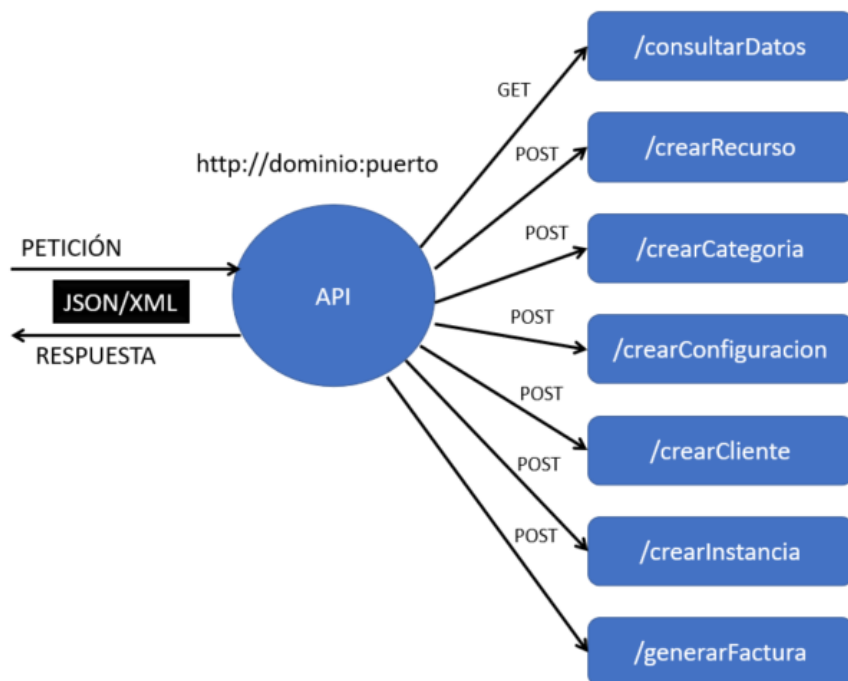 /consultarDatos
GET
/crearRecurso
POST
http://dominio:puerto
/crearCategoria
POST
PETICIÓN
JSON/XML
API
POST
/crearConfiguracion
RESPUESTA
POST
/crearCliente
POST
/crearInstancia
POST
/generarFactura